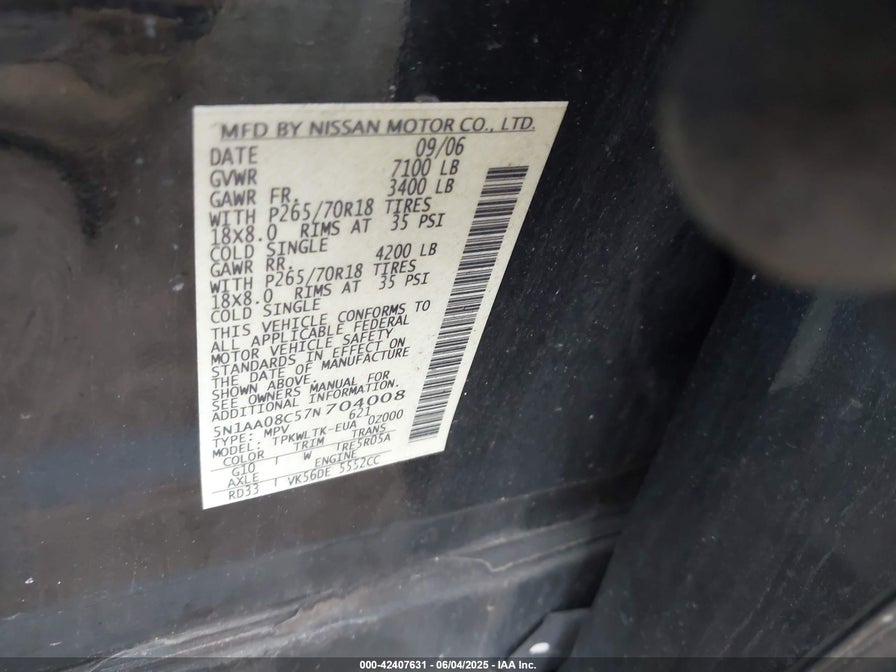 MFD BY NISSAN MOTOR CO., LTD.
DATE 09/06
GVWR 7100 LB
GAWR FR. 3400 LB
WITH P265/70R18 TIRES
18X8.0 RIMS AT 35 PSI
COLD SINGLE
GAWR RR. 4200 LB
WITH P265/70R18 TIRES
18X8.0 RIMS AT 35 PSI
COLD SINGLE
THIS VEHICLE CONFORMS TO
ALL APPLICABLE FEDERAL
MOTOR VEHICLE SAFETY
STANDARDS IN EFFECT ON
THE DATE OF MANUFACTURE
SHOWN ABOVE.
SEE OWNERS MANUAL FOR
ADDITIONAL INFORMATION.
5N1AA08C57N704008
TYPE: MPV 621
MODEL: TPKWLTK-EUA 0Z000
COLOR TRIM TRANS
G10 W TRE5R05A
AXLE ENGINE
RD33 VK56DE 5552CC
000-42407631 - 06/04/2025 - IAA Inc.